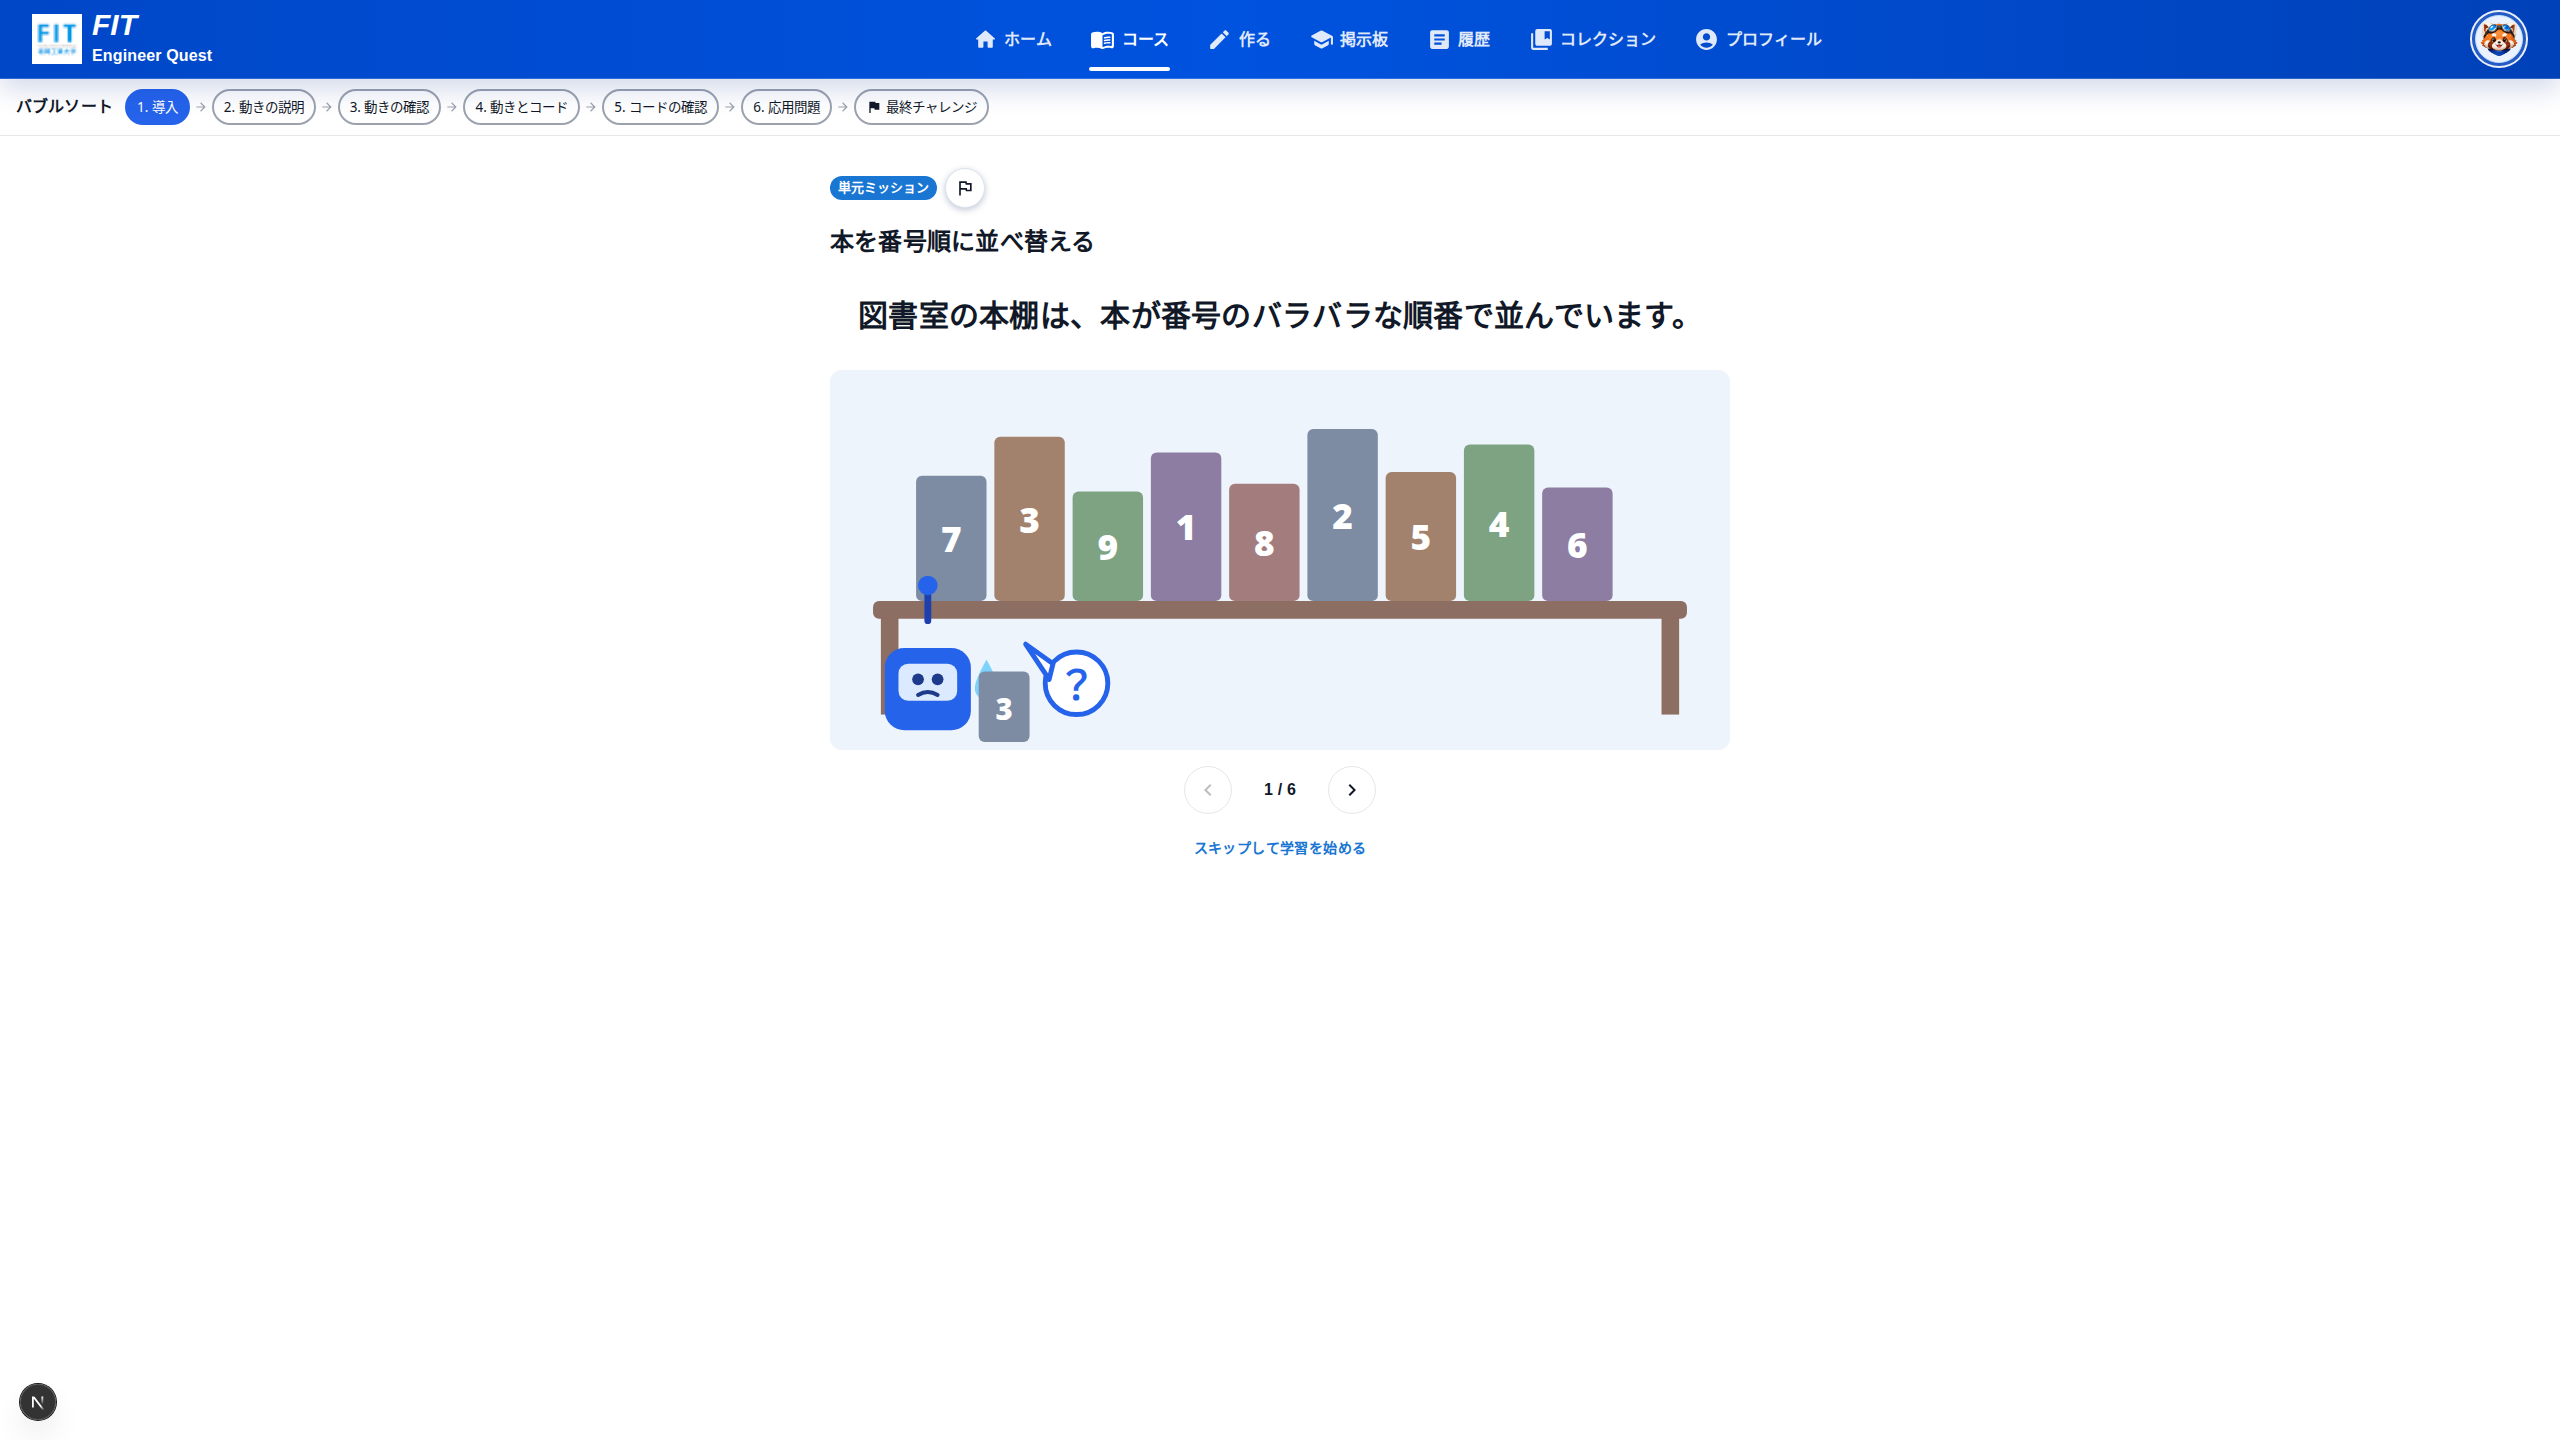 FIT
福岡工業大学
FIT
Engineer Quest
ホーム
コース
作る
掲示板
履歴
コレクション
プロフィール
バブルソート
1. 導入
2. 動きの説明
3. 動きの確認
4. 動きとコード
5. コードの確認
6. 応用問題
最終チャレンジ
単元ミッション
本を番号順に並べ替える
図書室の本棚は、本が番号のバラバラな順番で並んでいます。
7 3 9 1 8 2 5 4 6
3
?
1 / 6
スキップして学習を始める
N